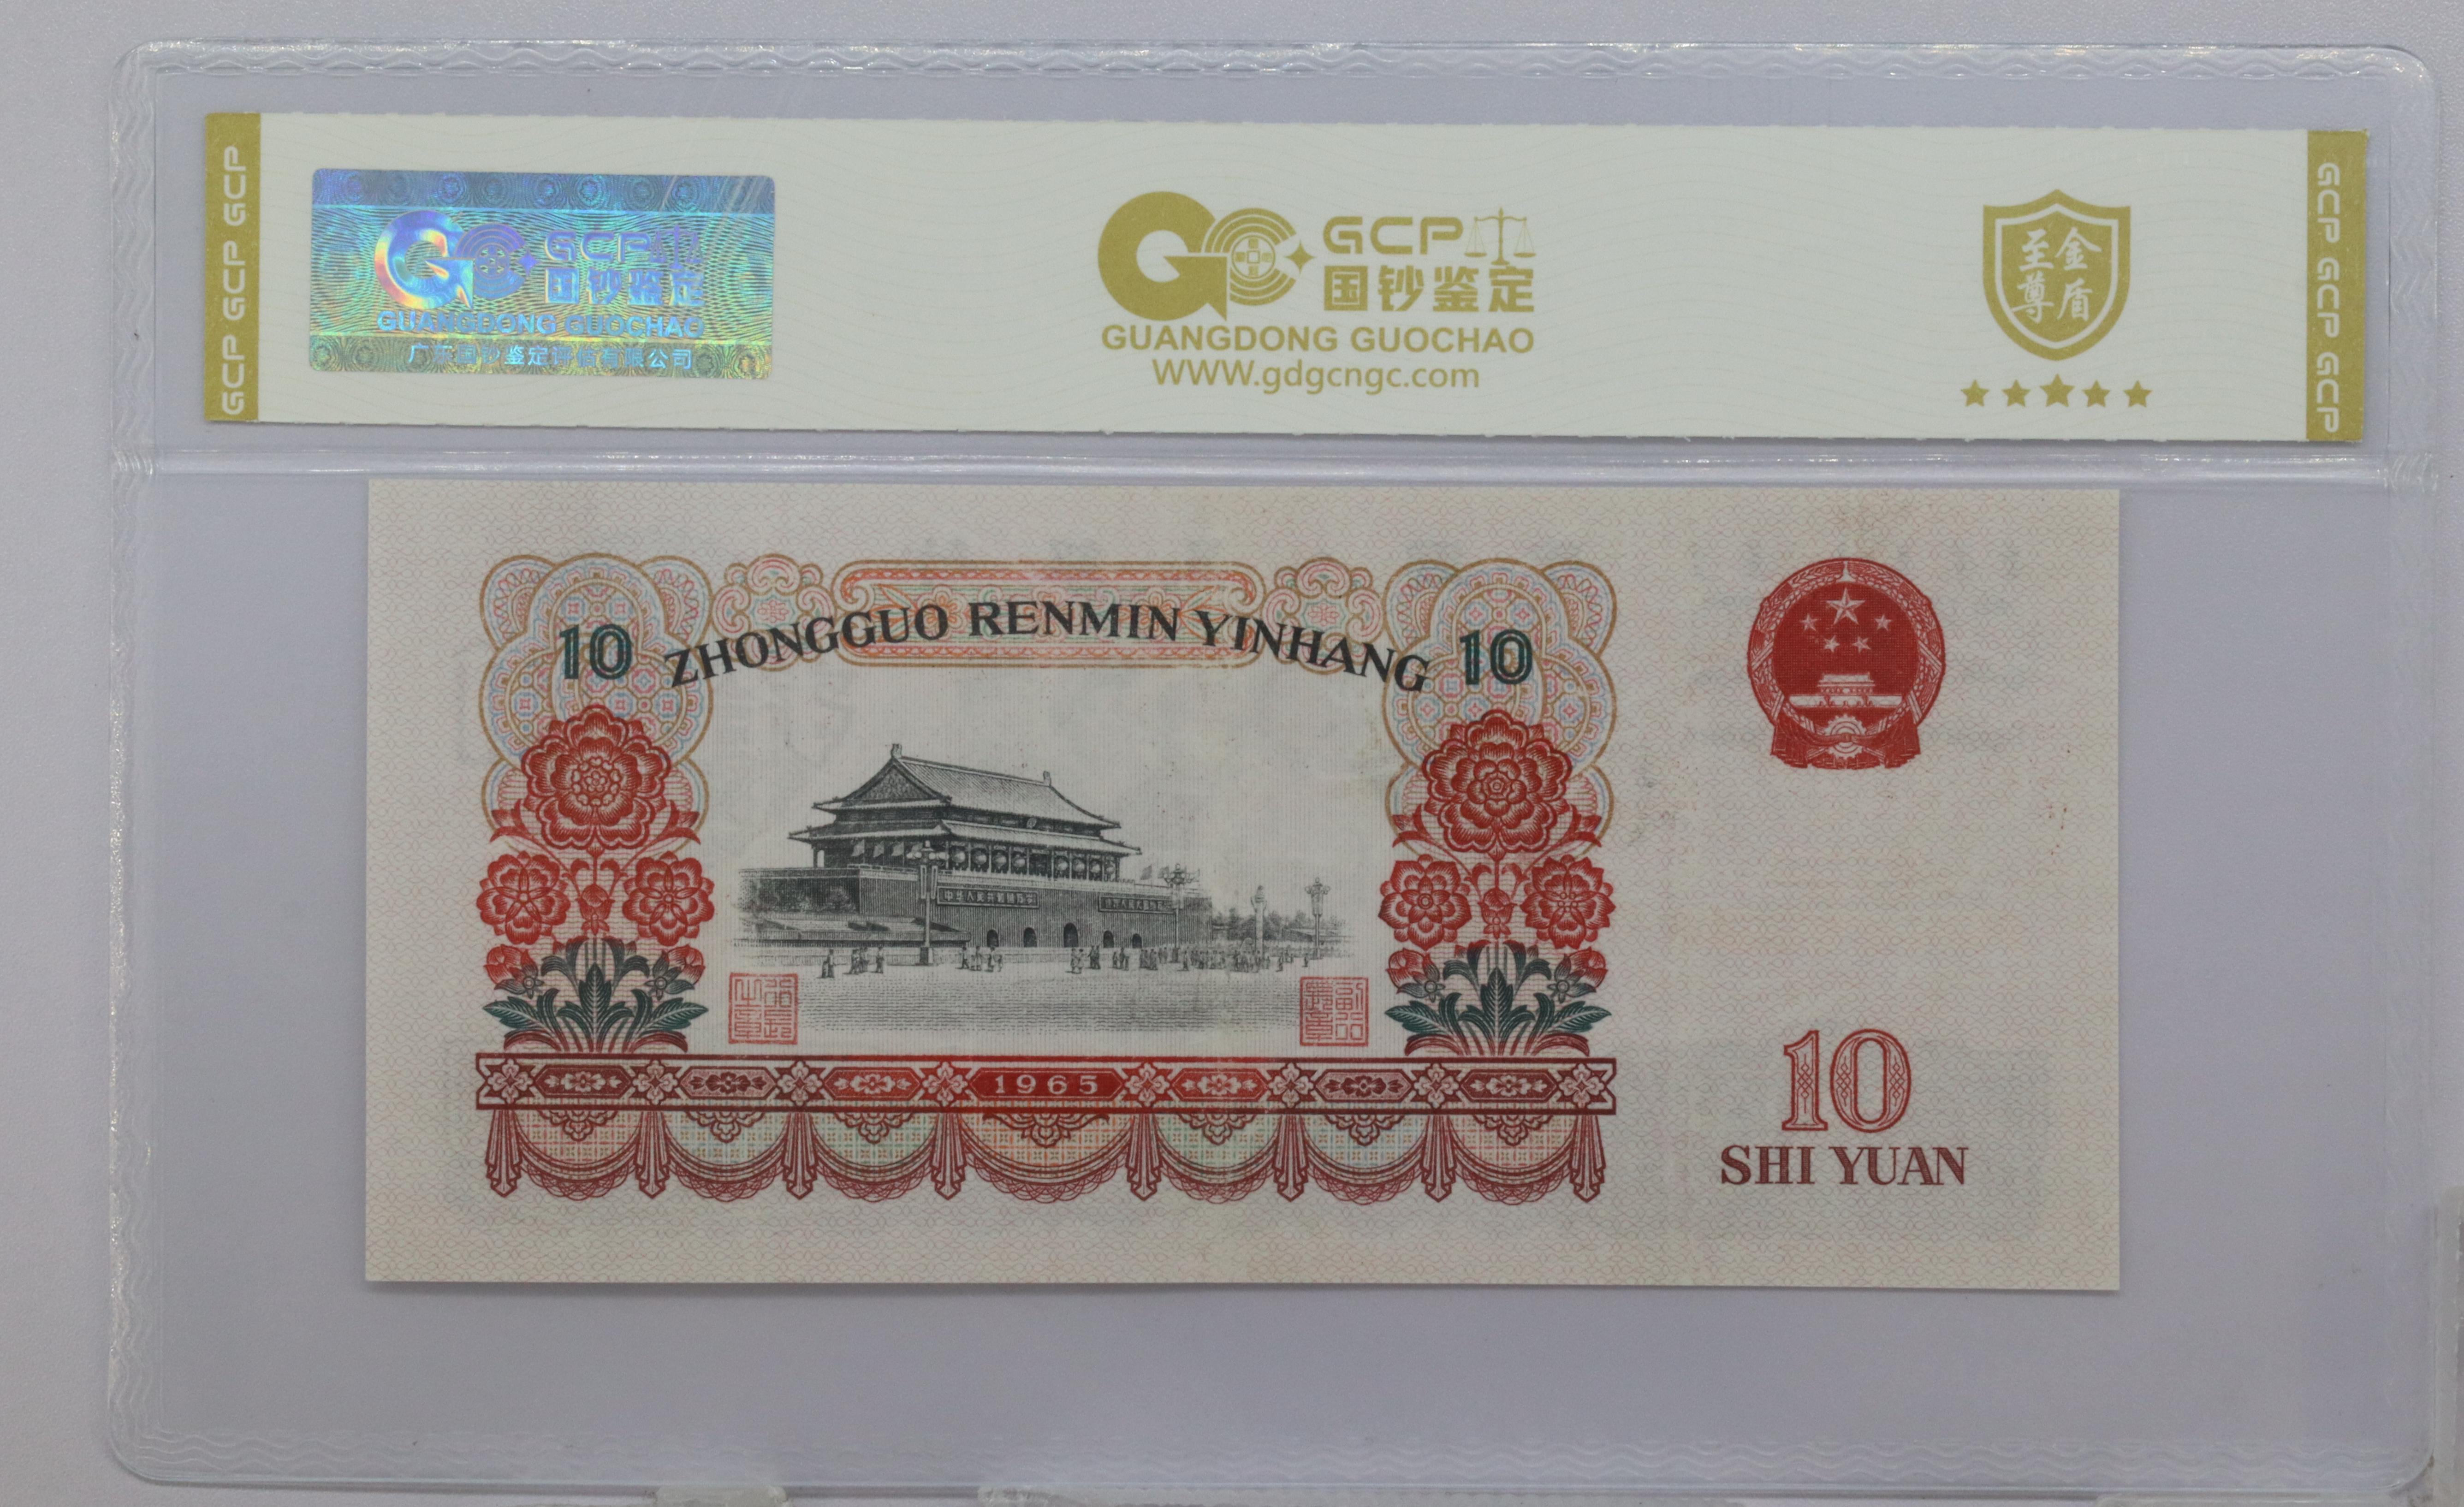 GCP GCP GCP
GCP
国钞鉴定
GUANGDONG GUOCHAO
广东国钞鉴定评估有限公司
GCP
国钞鉴定
GUANGDONG GUOCHAO
WWW.gdgcngc.com
至尊
金盾
GCP GCP GCP
10 ZHONGGUO RENMIN YINHANG 10
1965
10
SHI YUAN